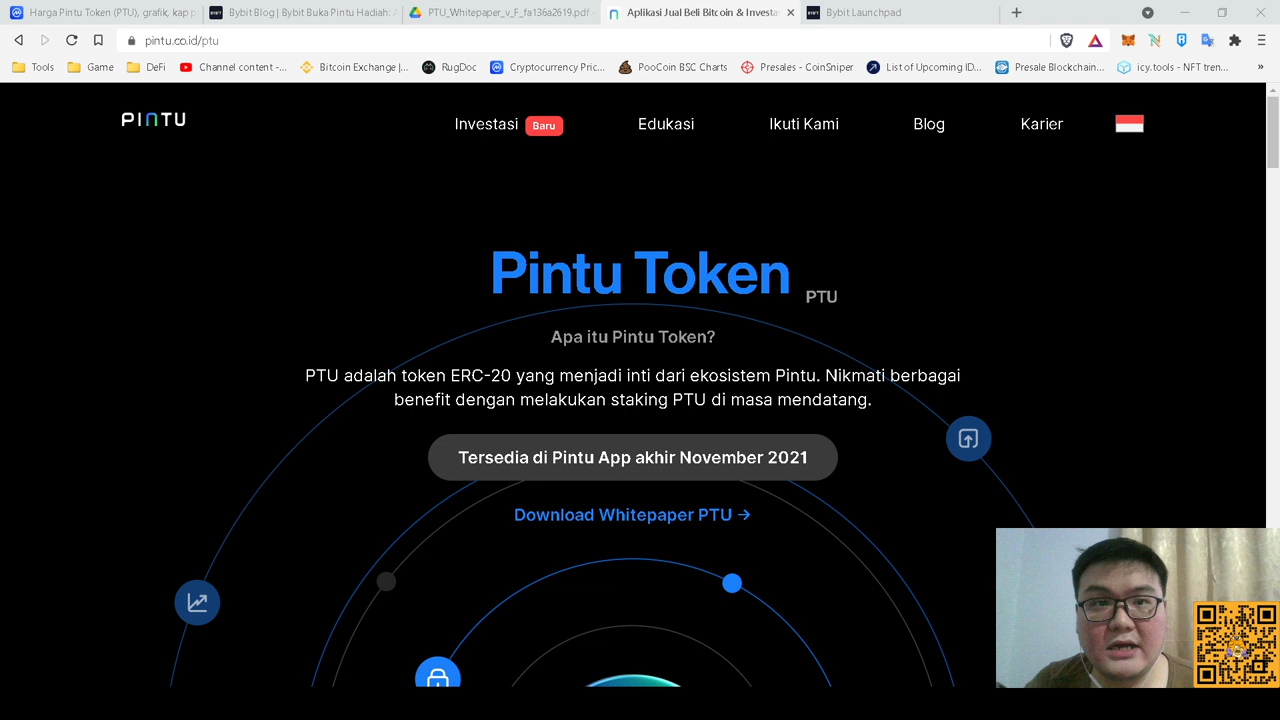 Harga Pintu Token (PTU), grafik, kap p
Bybit Blog | Bybit Buka Pintu Hadiah: A
PTU_Whitepaper_v_F_fa136a2619.pdf -
Aplikasi Jual Beli Bitcoin & Investa
Bybit Launchpad
pintu.co.id/ptu
Tools
Game
DeFi
Channel content -...
Bitcoin Exchange |...
RugDoc
Cryptocurrency Pric...
PooCoin BSC Charts
Presales - CoinSniper
List of Upcoming ID...
Presale Blockchain...
icy.tools - NFT tren...
»
PINTU
Investasi
Baru
Edukasi
Ikuti Kami
Blog
Karier
Pintu Token
PTU
Apa itu Pintu Token?
PTU adalah token ERC-20 yang menjadi inti dari ekosistem Pintu. Nikmati berbagai
benefit dengan melakukan staking PTU di masa mendatang.
Tersedia di Pintu App akhir November 2021
Download Whitepaper PTU →